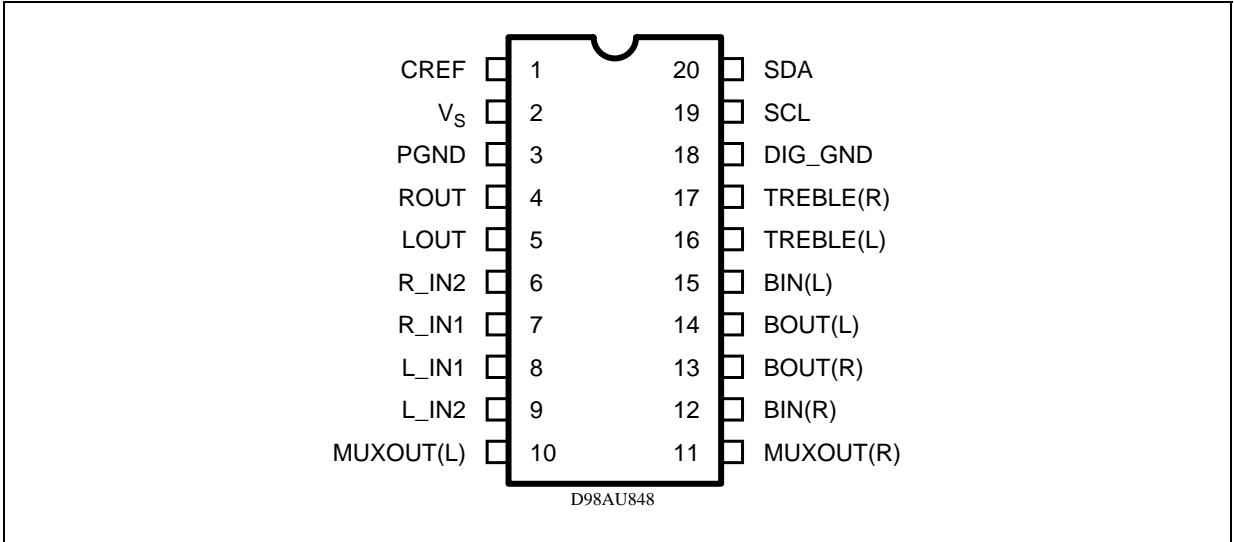 CREF 1 20 SDA
VS 2 19 SCL
PGND 3 18 DIG_GND
ROUT 4 17 TREBLE(R)
LOUT 5 16 TREBLE(L)
R_IN2 6 15 BIN(L)
R_IN1 7 14 BOUT(L)
L_IN1 8 13 BOUT(R)
L_IN2 9 12 BIN(R)
MUXOUT(L) 10 11 MUXOUT(R)
D98AU848